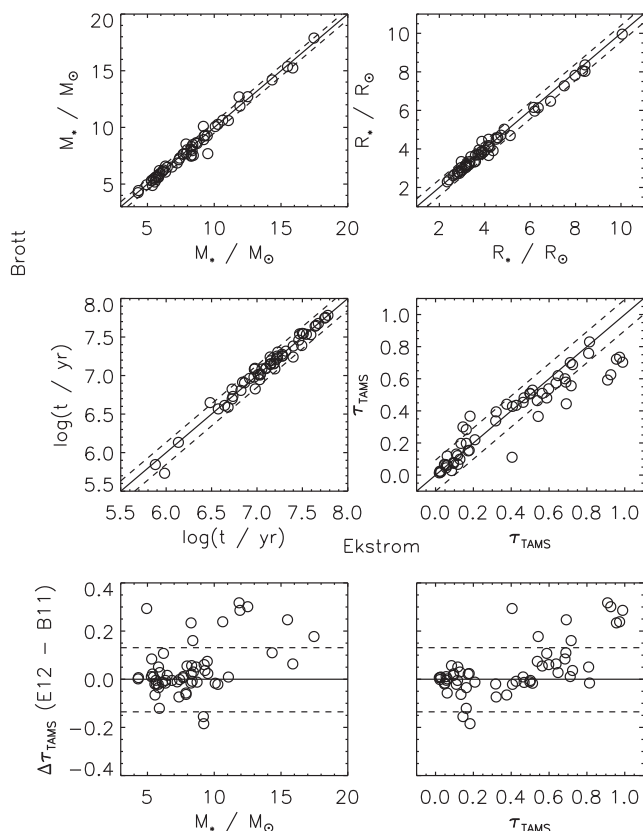 20
15
10
5
M* / M⊙
5 10 15 20
M* / M⊙
10
8
6
4
2
R* / R⊙
2 4 6 8 10
R* / R⊙
Brott
8.0
7.5
7.0
6.5
6.0
5.5
log(t / yr)
5.5 6.0 6.5 7.0 7.5 8.0
log(t / yr)
1.0
0.8
0.6
0.4
0.2
0.0
τTAMS
0.0 0.2 0.4 0.6 0.8 1.0
τTAMS
Ekstrom
0.4
0.2
0.0
−0.2
−0.4
ΔτTAMS (E12 − B11)
5 10 15 20
M* / M⊙
0.0 0.2 0.4 0.6 0.8 1.0
τTAMS